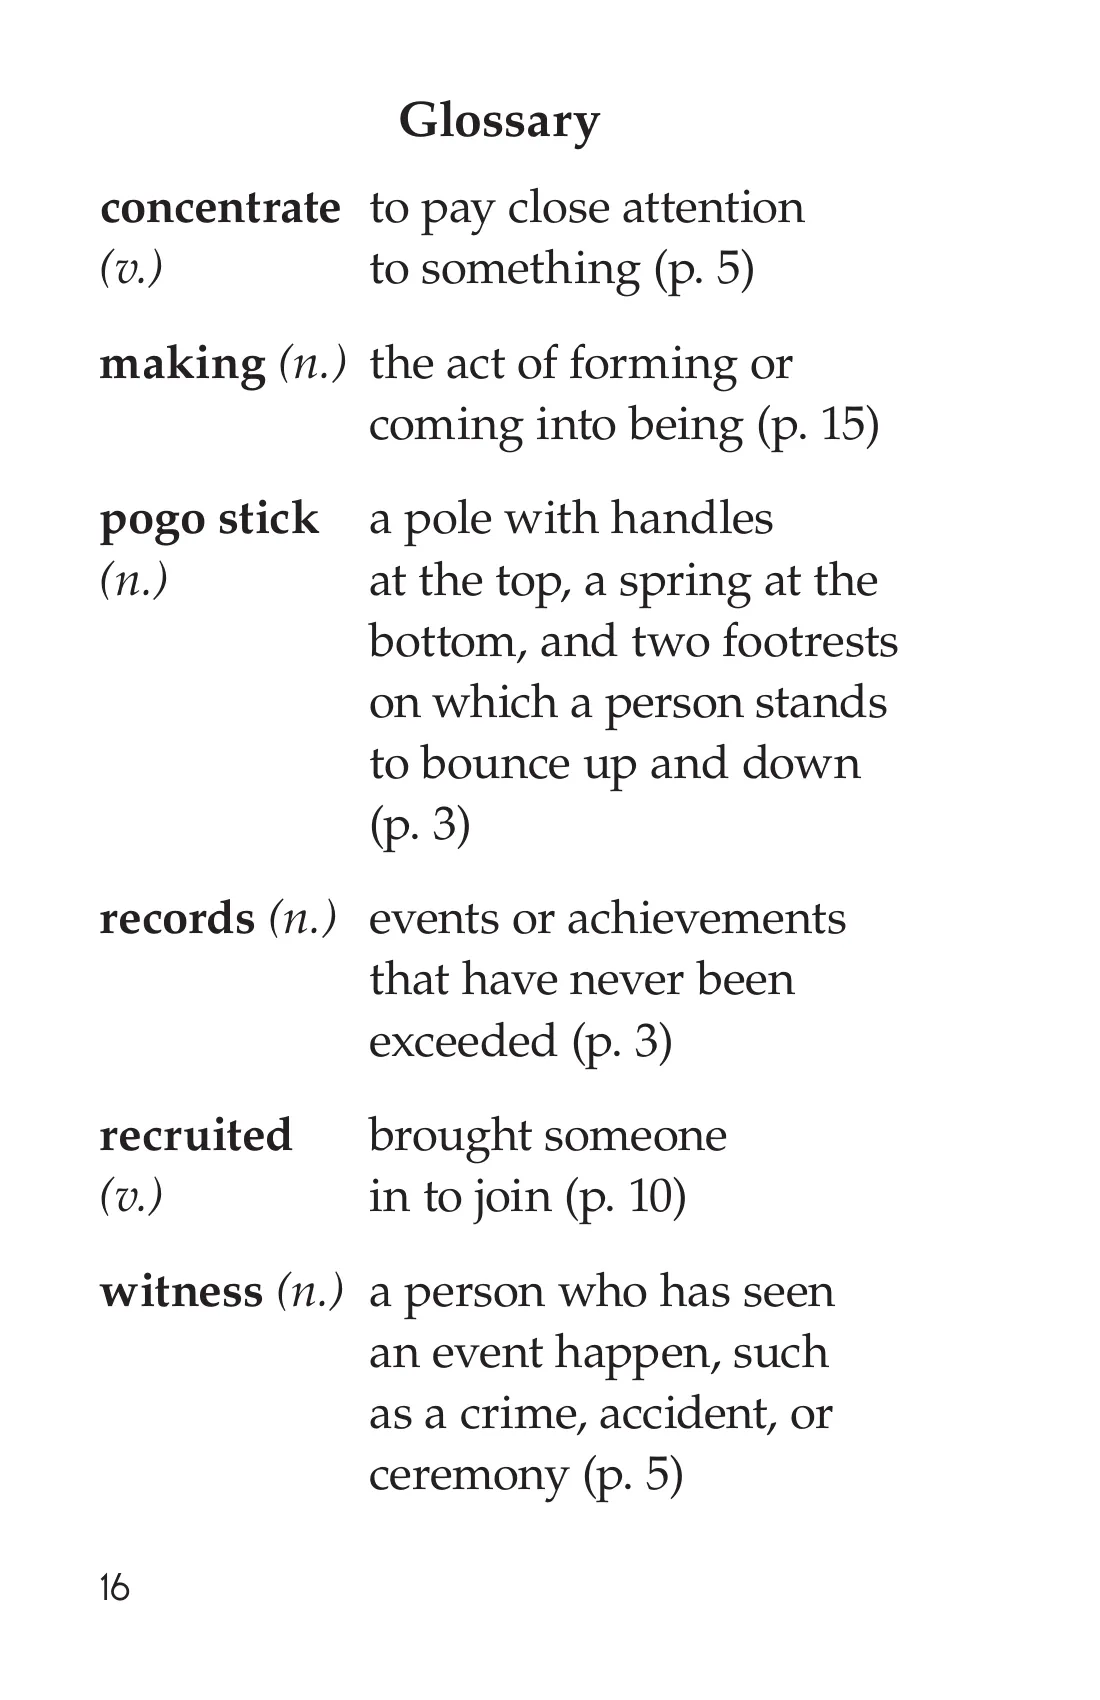 Glossary
concentrate to pay close attention
(v.) to something (p. 5)
making (n.) the act of forming or
coming into being (p. 15)
pogo stick a pole with handles
(n.) at the top, a spring at the
bottom, and two footrests
on which a person stands
to bounce up and down
(p. 3)
records (n.) events or achievements
that have never been
exceeded (p. 3)
recruited brought someone
(v.) in to join (p. 10)
witness (n.) a person who has seen
an event happen, such
as a crime, accident, or
ceremony (p. 5)
16